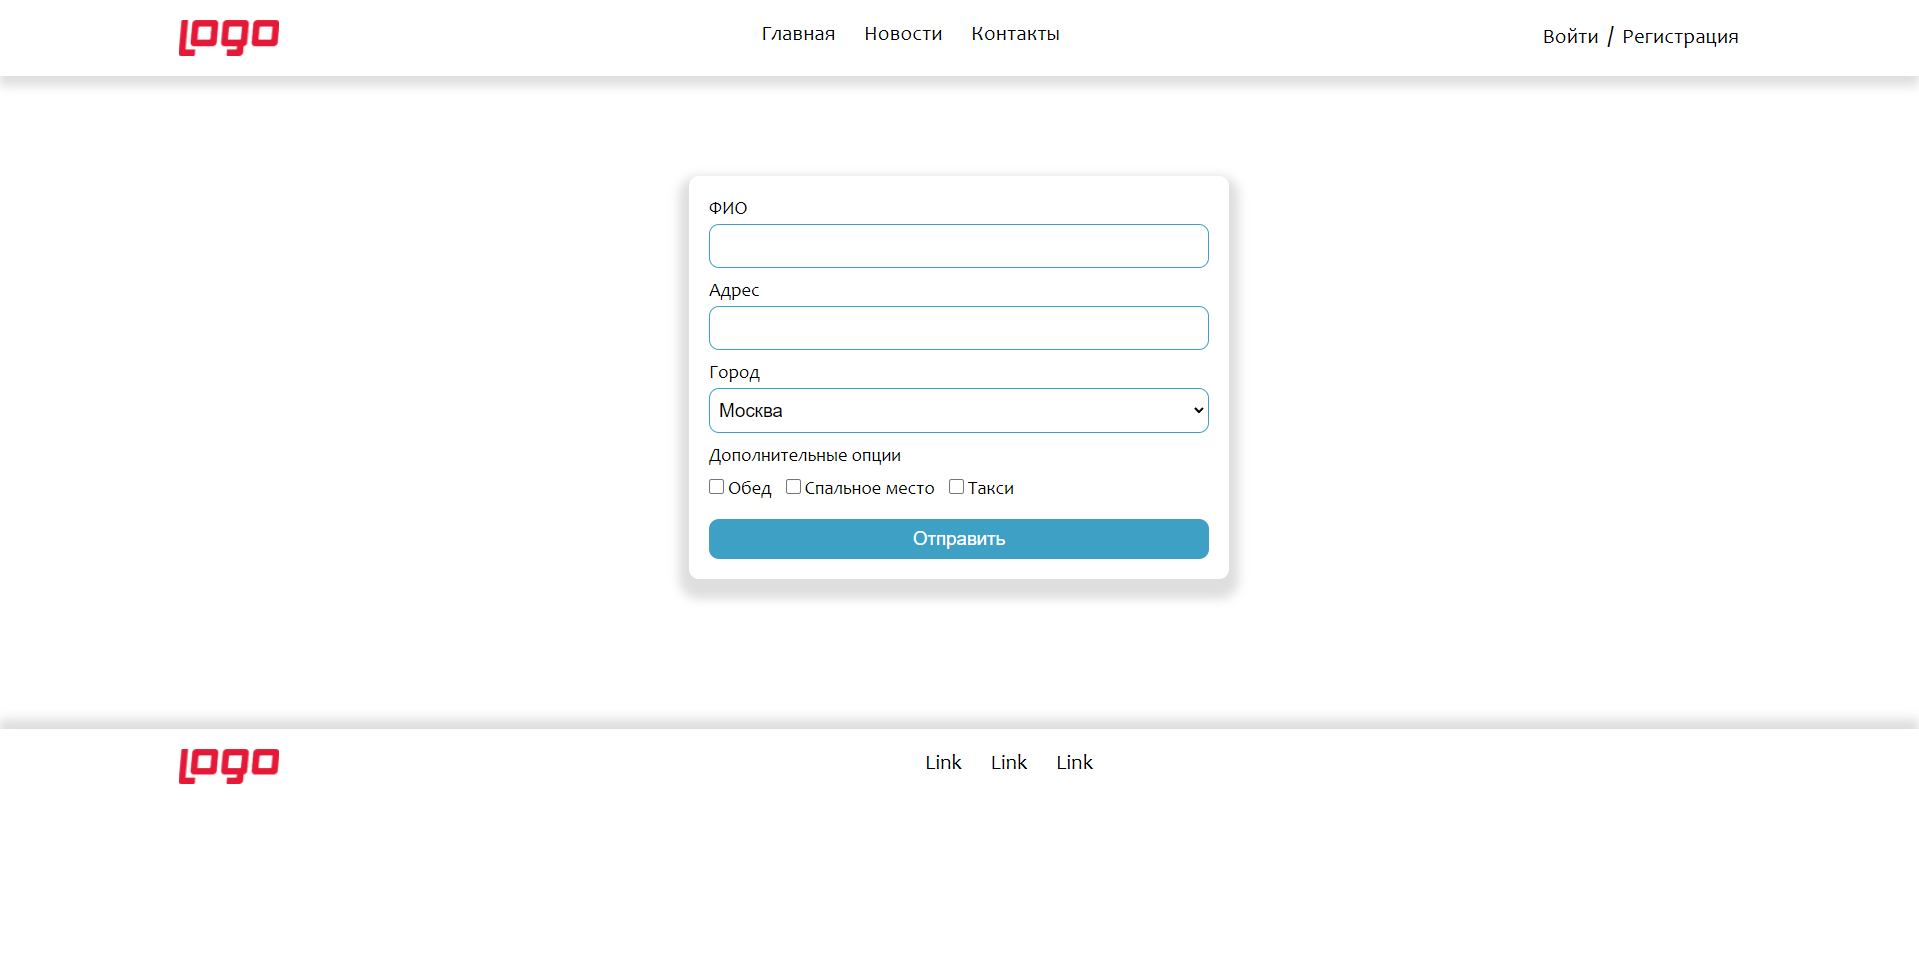 logo
Главная Новости Контакты
Войти / Регистрация
ФИО
Адрес
Город
Москва
Дополнительные опции
Обед Спальное место Такси
Отправить
logo
Link Link Link